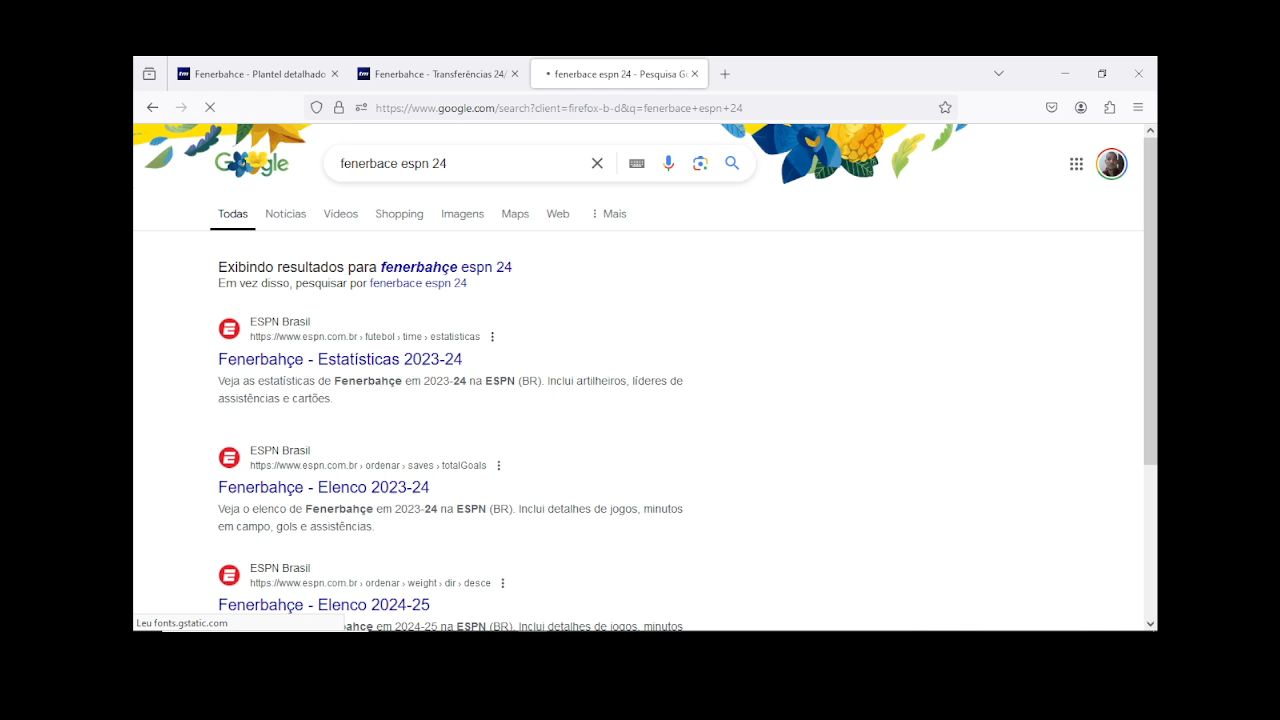 Fenerbahce - Plantel detalhado
Fenerbahce - Transferências 24/
fenerbace espn 24 - Pesquisa Go
https://www.google.com/search?client=firefox-b-d&q=fenerbace+espn+24
Google
fenerbace espn 24
Todas
Notícias
Vídeos
Shopping
Imagens
Maps
Web
Mais
Exibindo resultados para fenerbahçe espn 24
Em vez disso, pesquisar por fenerbace espn 24
ESPN Brasil
https://www.espn.com.br › futebol › time › estatisticas
Fenerbahçe - Estatísticas 2023-24
Veja as estatísticas de Fenerbahçe em 2023-24 na ESPN (BR). Inclui artilheiros, líderes de
assistências e cartões.
ESPN Brasil
https://www.espn.com.br › ordenar › saves › totalGoals
Fenerbahçe - Elenco 2023-24
Veja o elenco de Fenerbahçe em 2023-24 na ESPN (BR). Inclui detalhes de jogos, minutos
em campo, gols e assistências.
ESPN Brasil
https://www.espn.com.br › ordenar › weight › dir › desce
Fenerbahçe - Elenco 2024-25
ahçe em 2024-25 na ESPN (BR). Inclui detalhes de jogos, minutos
Leu fonts.gstatic.com